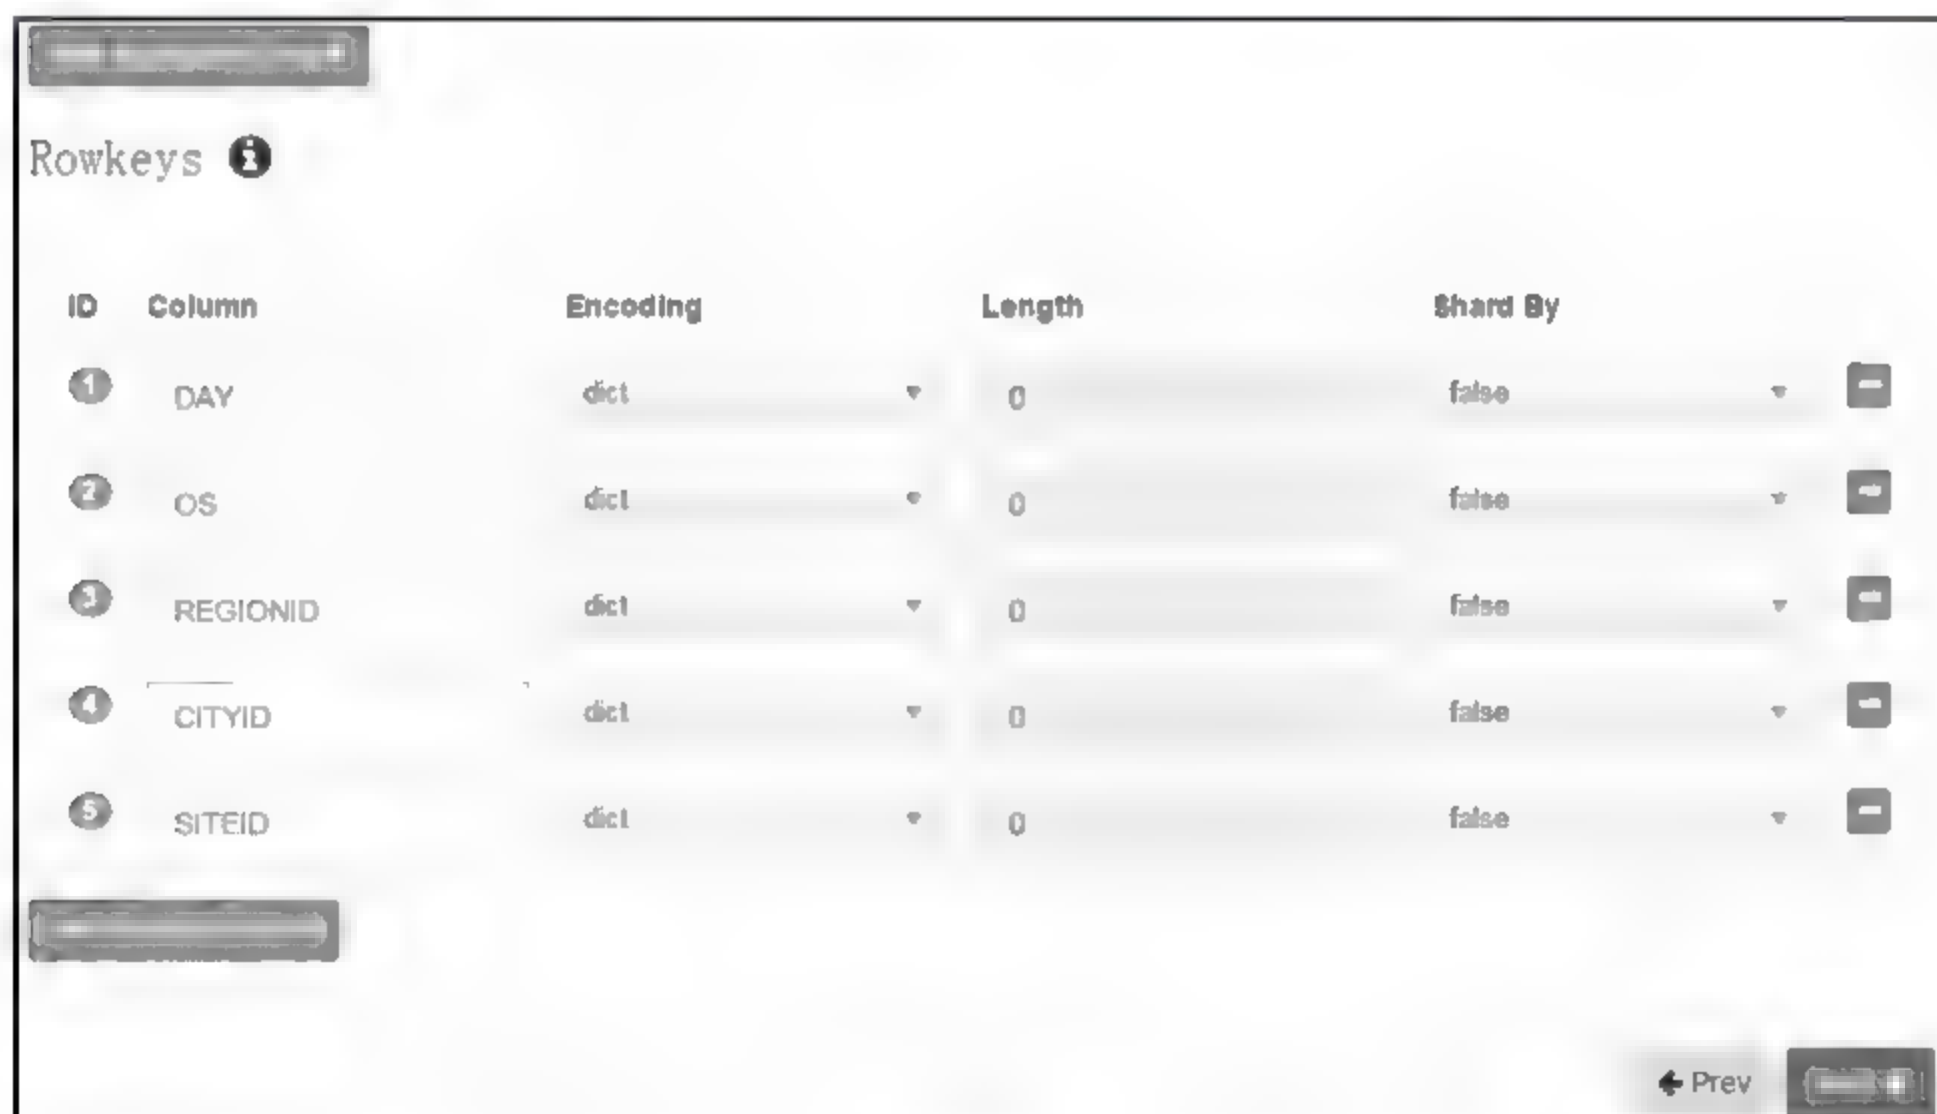 Rowkeys
ID Column Encoding Length Shard By
1 DAY dict 0 false
2 OS dict 0 false
3 REGIONID dict 0 false
4 CITYID dict 0 false
5 SITEID dict 0 false
Prev